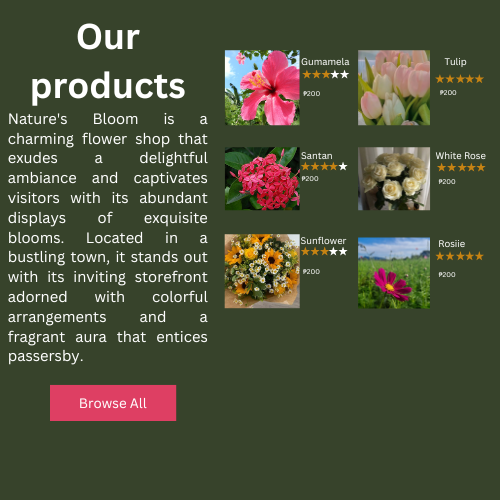 Our
products
Nature's Bloom is a
charming flower shop that
exudes a delightful
ambiance and captivates
visitors with its abundant
displays of exquisite
blooms. Located in a
bustling town, it stands out
with its inviting storefront
adorned with colorful
arrangements and a
fragrant aura that entices
passersby.
Browse All
Gumamela
₱200
Tulip
₱200
Santan
₱200
White Rose
₱200
Sunflower
₱200
Rosiie
₱200